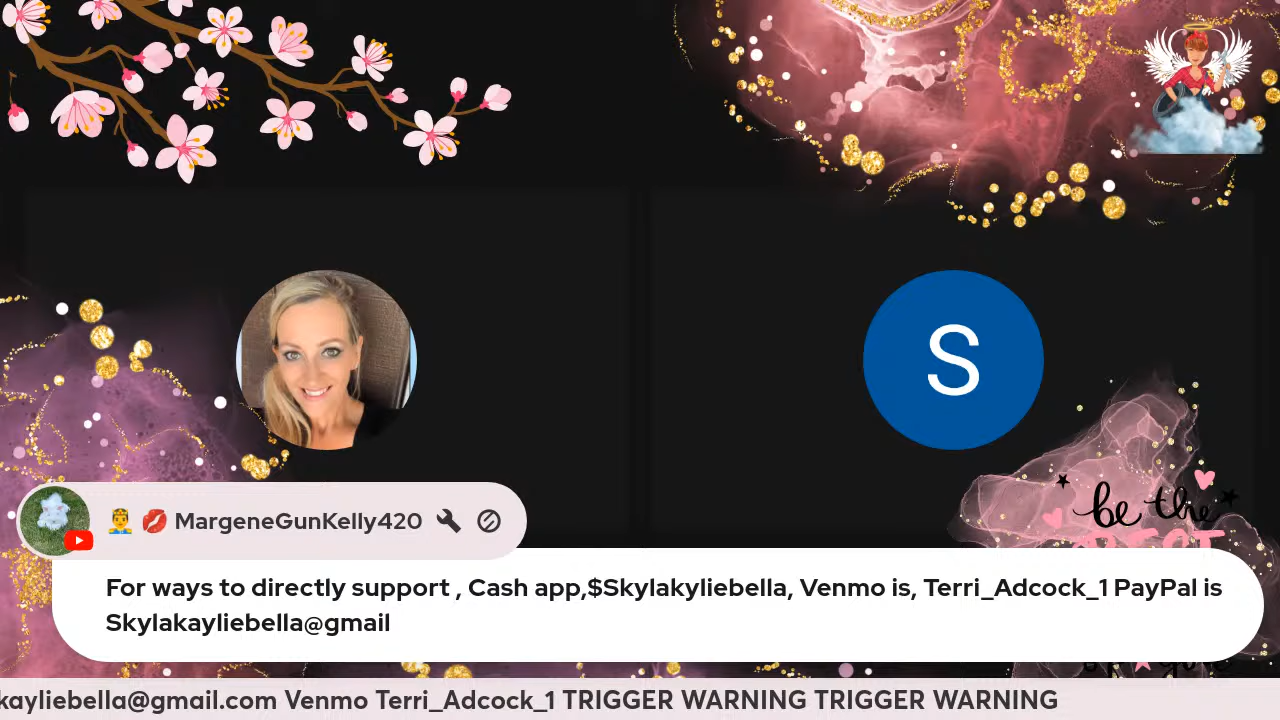 S
be the
MargeneGunKelly420
For ways to directly support , Cash app,$Skylakyliebella, Venmo is, Terri_Adcock_1 PayPal is
Skylakayliebella@gmail
kayliebella@gmail.com Venmo Terri_Adcock_1 TRIGGER WARNING TRIGGER WARNING